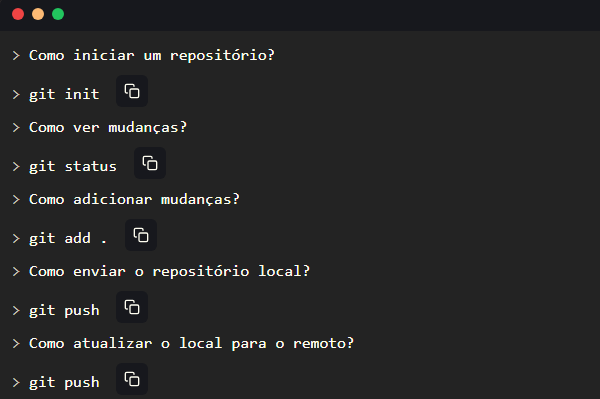 > Como iniciar um repositório?
> git init
> Como ver mudanças?
> git status
> Como adicionar mudanças?
> git add .
> Como enviar o repositório local?
> git push
> Como atualizar o local para o remoto?
> git push